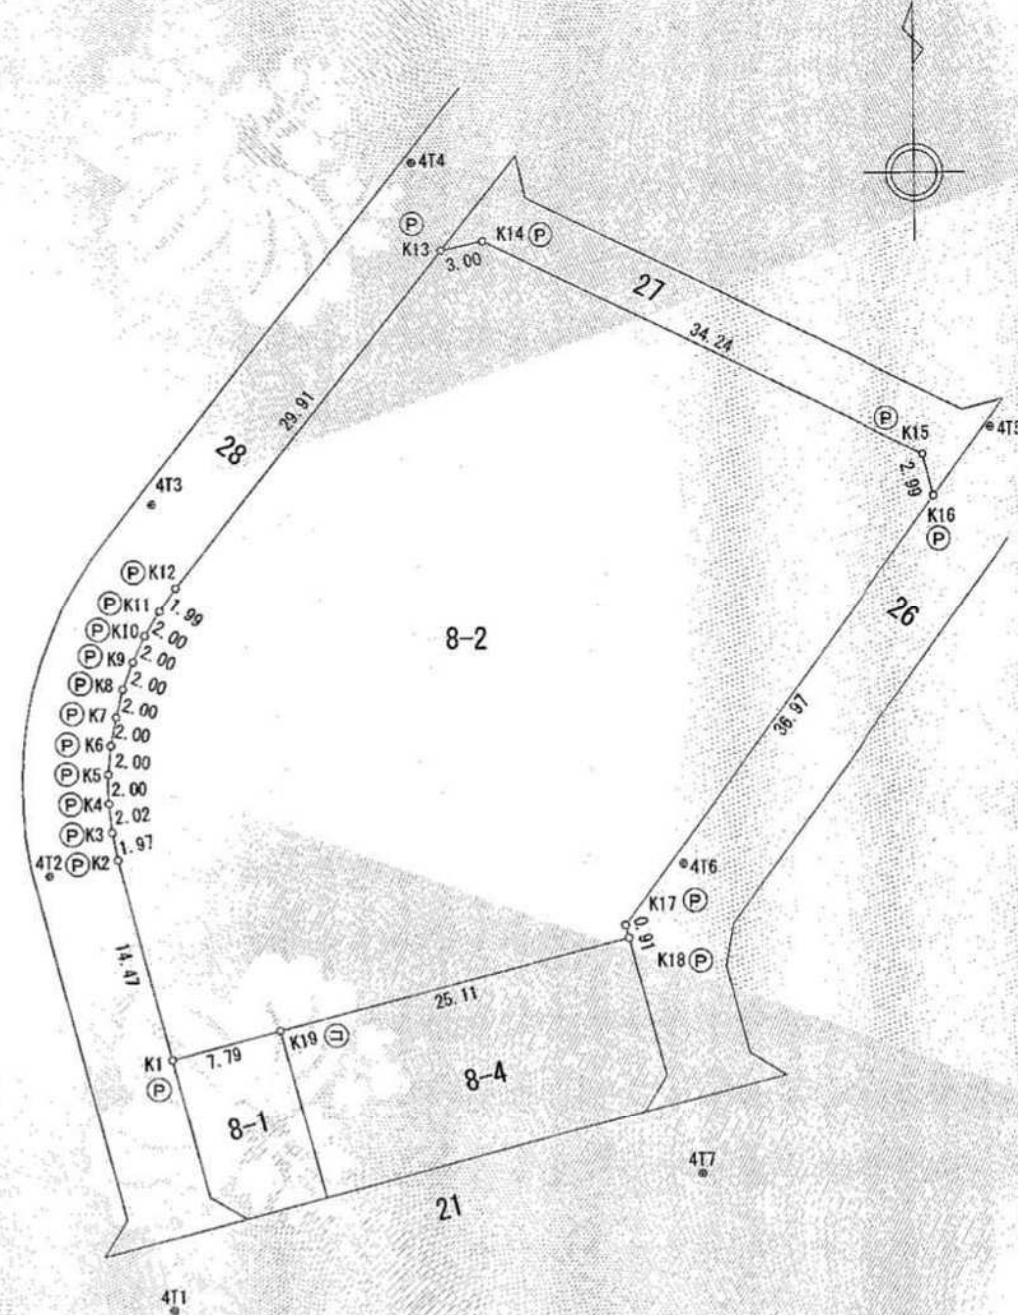 4T4
Ⓟ
K13
K14 Ⓟ
3.00
27
34.24
Ⓟ
K15
4T5
2.99
K16
Ⓟ
29.91
28
4T3
Ⓟ K12
Ⓟ K11
1.99
Ⓟ K10
2.00
Ⓟ K9
2.00
Ⓟ K8
2.00
Ⓟ K7
2.00
Ⓟ K6
2.00
Ⓟ K5
2.00
Ⓟ K4
2.00
Ⓟ K3
2.02
4T2 Ⓟ K2
1.97
8-2
26
36.97
4T6
K17 Ⓟ
0.91
K18 Ⓟ
14.47
25.11
K19 ㋙
K1
Ⓟ
7.79
8-4
8-1
4T7
21
4T1